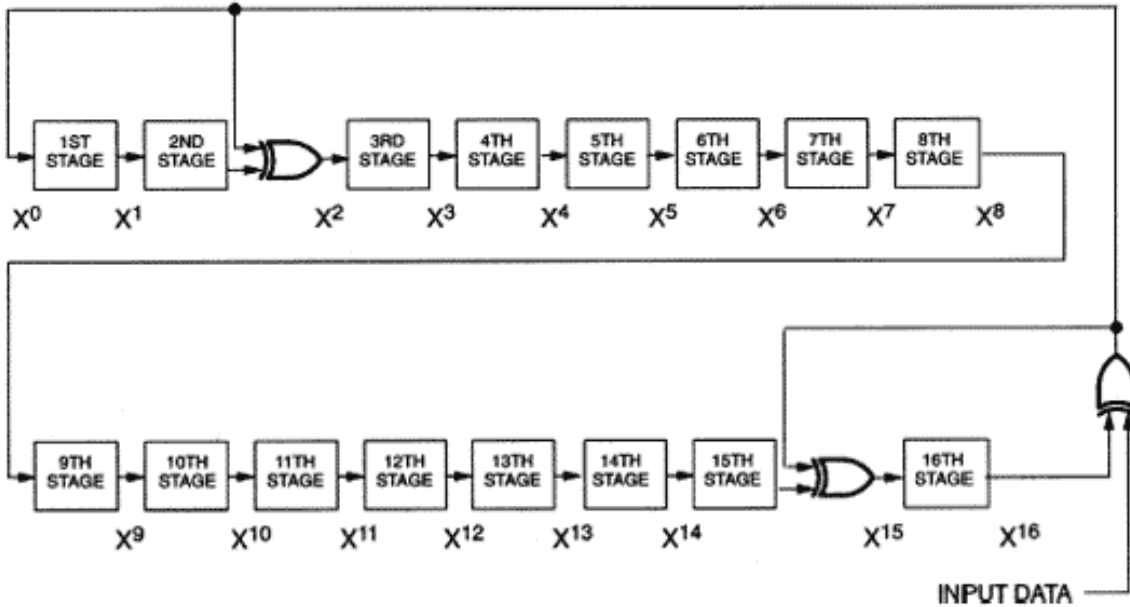 1ST STAGE
2ND STAGE
3RD STAGE
4TH STAGE
5TH STAGE
6TH STAGE
7TH STAGE
8TH STAGE
X⁰ X¹ X² X³ X⁴ X⁵ X⁶ X⁷ X⁸
9TH STAGE
10TH STAGE
11TH STAGE
12TH STAGE
13TH STAGE
14TH STAGE
15TH STAGE
16TH STAGE
X⁹ X¹⁰ X¹¹ X¹² X¹³ X¹⁴ X¹⁵ X¹⁶
INPUT DATA